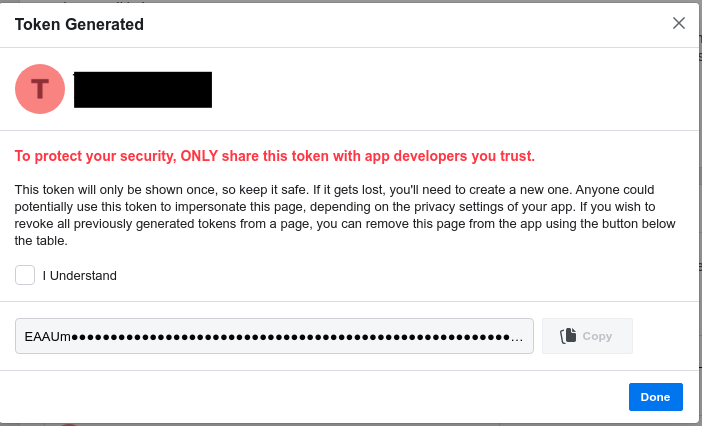 Token Generated
T
To protect your security, ONLY share this token with app developers you trust.
This token will only be shown once, so keep it safe. If it gets lost, you'll need to create a new one. Anyone could
potentially use this token to impersonate this page, depending on the privacy settings of your app. If you wish to
revoke all previously generated tokens from a page, you can remove this page from the app using the button below
the table.
I Understand
EAAUm●●●●●●●●●●●●●●●●●●●●●●●●●●●●●●●●●●●●●●●●●●●●●●●●●●●●●●●●●...
Copy
Done